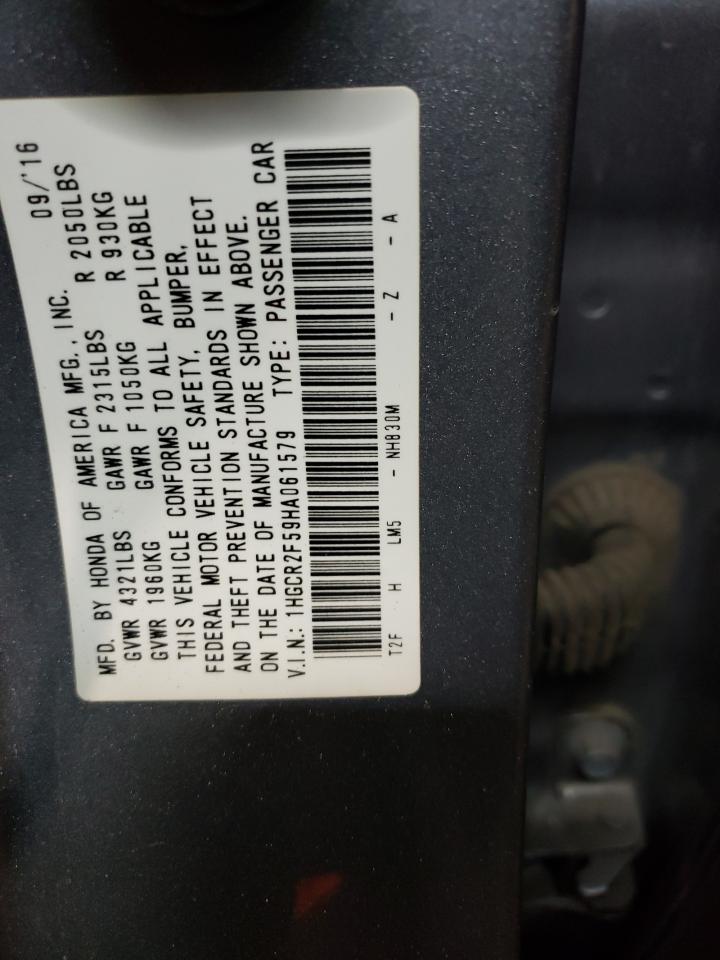 MFD. BY HONDA OF AMERICA MFG., INC. 09/'16
GVWR 4321LBS GAWR F 2315LBS R 2050LBS
GVWR 1960KG GAWR F 1050KG R 930KG
THIS VEHICLE CONFORMS TO ALL APPLICABLE
FEDERAL MOTOR VEHICLE SAFETY, BUMPER,
AND THEFT PREVENTION STANDARDS IN EFFECT
ON THE DATE OF MANUFACTURE SHOWN ABOVE.
V.I.N.: 1HGCR2F59HA061579 TYPE: PASSENGER CAR
T2F H LM5 - NH830M - Z - A